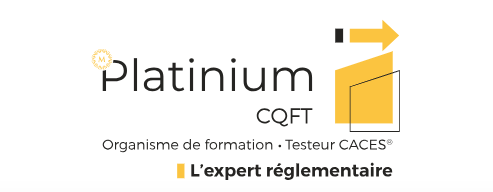 M
Platinium
CQFT
Organisme de formation • Testeur CACES®
L'expert réglementaire